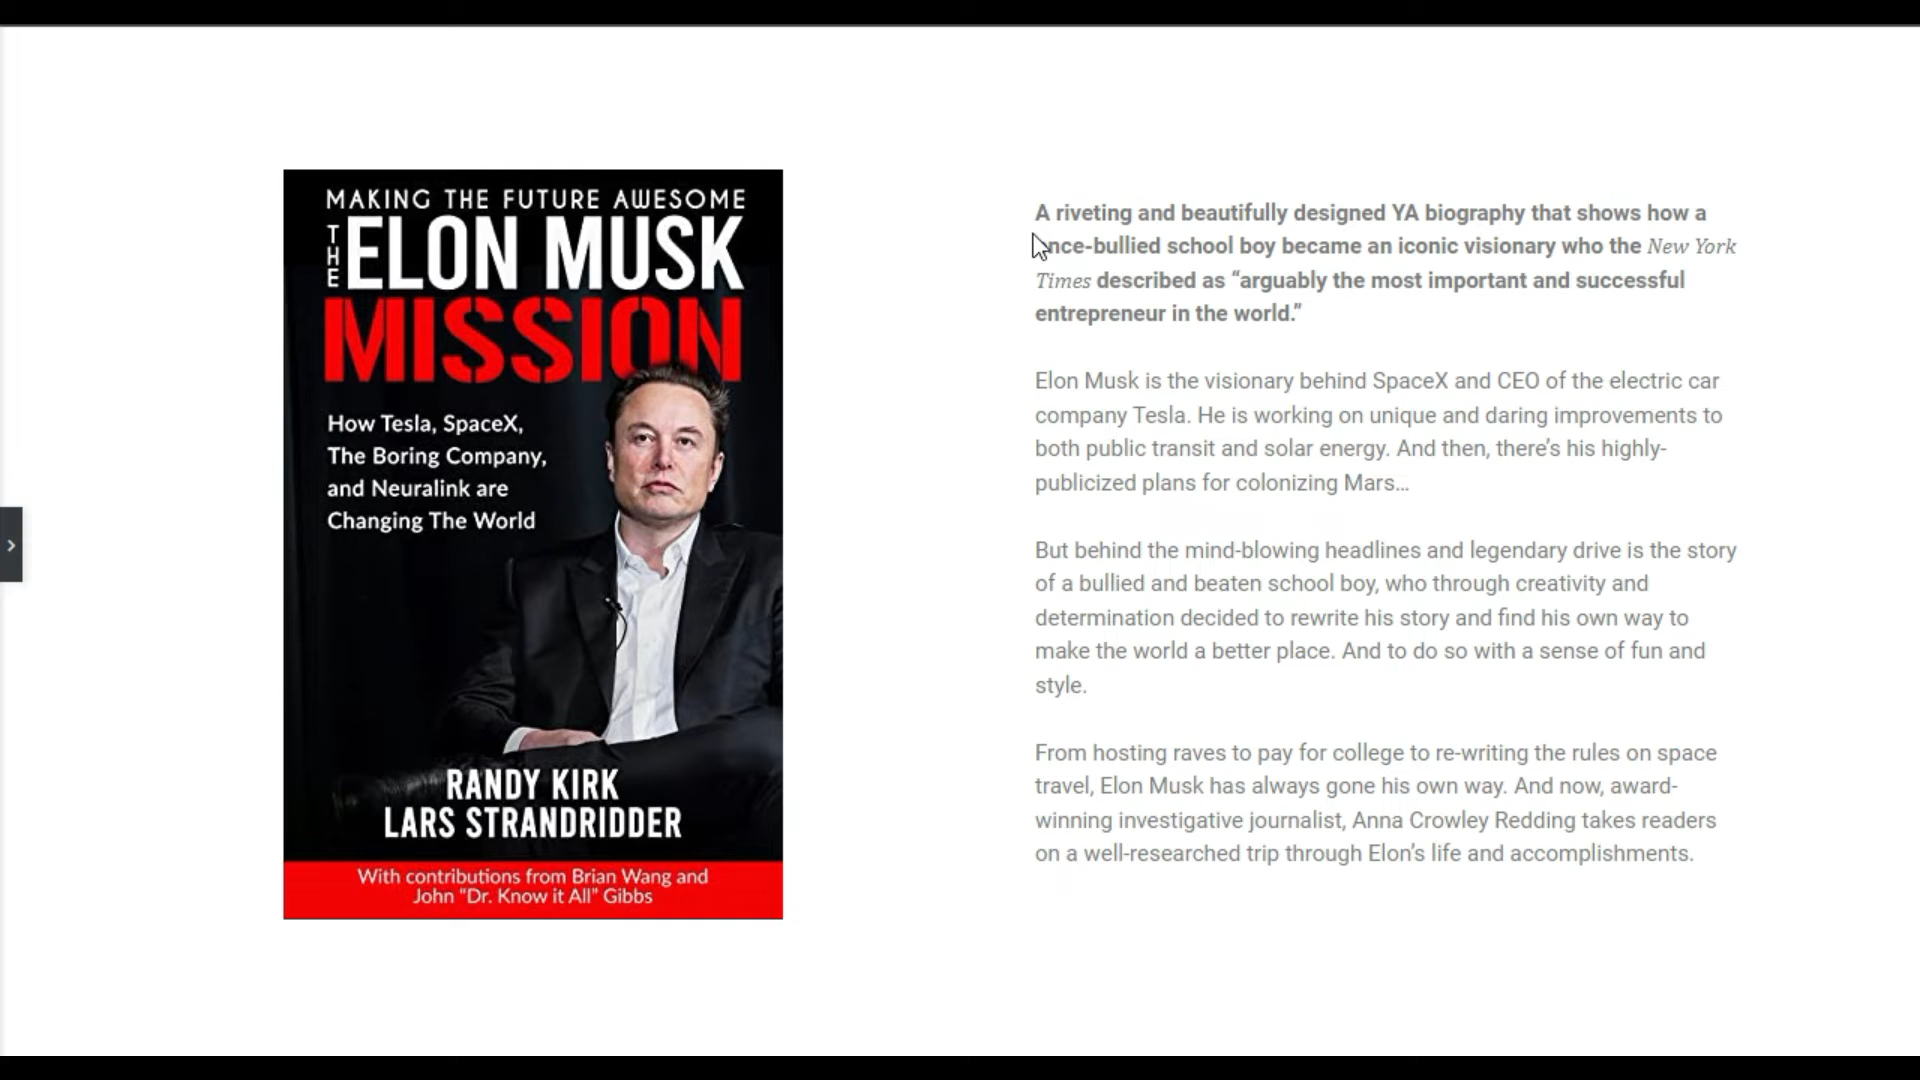 MAKING THE FUTURE AWESOME
THE ELON MUSK
MISSION
How Tesla, SpaceX,
The Boring Company,
and Neuralink are
Changing The World
RANDY KIRK
LARS STRANDRIDDER
With contributions from Brian Wang and
John “Dr. Know it All” Gibbs
A riveting and beautifully designed YA biography that shows how a
once-bullied school boy became an iconic visionary who the New York
Times described as “arguably the most important and successful
entrepreneur in the world.”
Elon Musk is the visionary behind SpaceX and CEO of the electric car
company Tesla. He is working on unique and daring improvements to
both public transit and solar energy. And then, there’s his highly-
publicized plans for colonizing Mars…
But behind the mind-blowing headlines and legendary drive is the story
of a bullied and beaten school boy, who through creativity and
determination decided to rewrite his story and find his own way to
make the world a better place. And to do so with a sense of fun and
style.
From hosting raves to pay for college to re-writing the rules on space
travel, Elon Musk has always gone his own way. And now, award-
winning investigative journalist, Anna Crowley Redding takes readers
on a well-researched trip through Elon’s life and accomplishments.